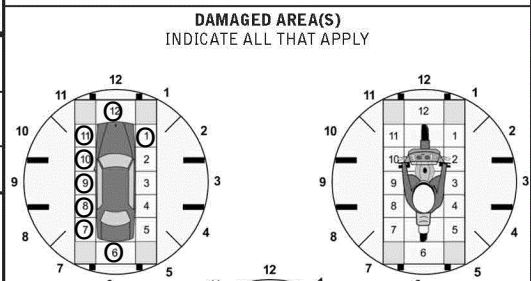 DAMAGED AREA(S)
INDICATE ALL THAT APPLY
12 12
11 1 11 1
12 12
10 11 1 2 10 11 1 2
10 2 10 2
9 9 3 3 9 9 3 3
8 4 8 4
8 7 5 4 8 7 5 4
6 6
7 5 7 5
12
1